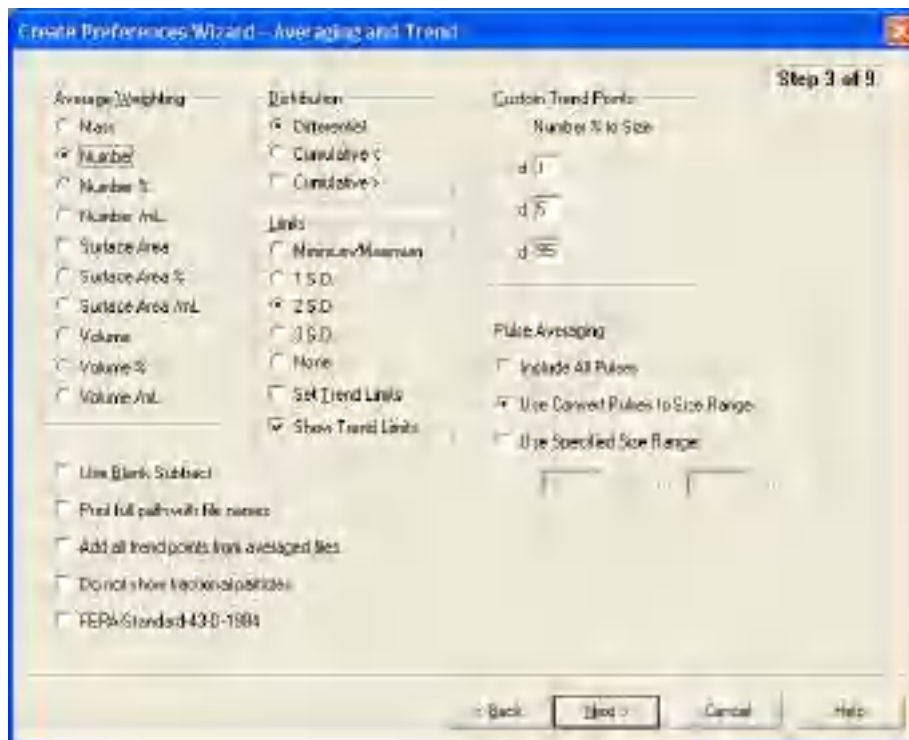 Create Preferences Wizard - Averaging and Trend
Step 3 of 9
Average Weighting
Mass
Number
Number %
Number /mL
Surface Area
Surface Area %
Surface Area /mL
Volume
Volume %
Volume /mL
Distribution
Differential
Cumulative <
Cumulative >
Limits
Minimum/Maximum
1 S.D.
2 S.D.
3 S.D.
None
Set Trend Limits
Show Trend Limits
Custom Trend Points
Number % to Size
d
d 5
d 95
Pulse Averaging
Include All Pulses
Use Convert Pulses to Size Range
Use Specified Size Range:
Use Blank Subtract
Print full path with file names
Add all trend points from averaged files
Do not show fractional particles
FEPA-Standard-43-D-1984
< Back
Next >
Cancel
Help